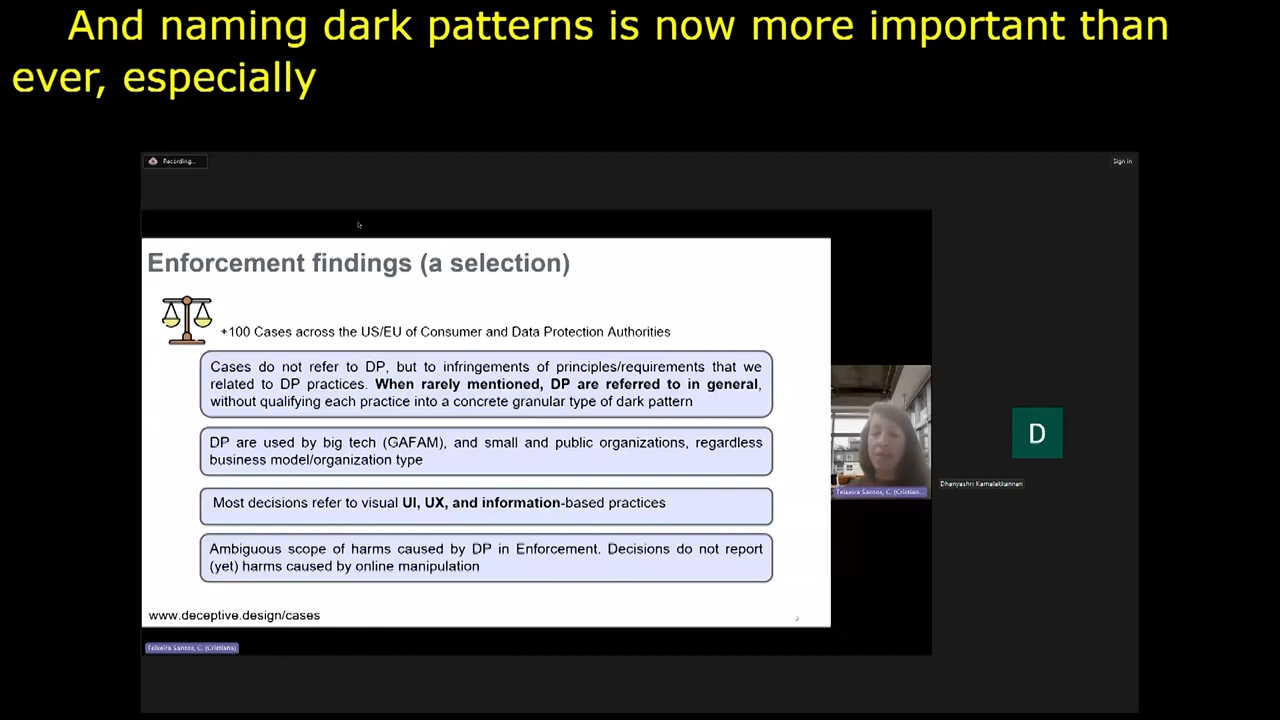 And naming dark patterns is now more important than
ever, especially
Recording...
Sign in
Enforcement findings (a selection)
+100 Cases across the US/EU of Consumer and Data Protection Authorities
Cases do not refer to DP, but to infringements of principles/requirements that we
related to DP practices. When rarely mentioned, DP are referred to in general,
without qualifying each practice into a concrete granular type of dark pattern
DP are used by big tech (GAFAM), and small and public organizations, regardless
business model/organization type
Most decisions refer to visual UI, UX, and information-based practices
Ambiguous scope of harms caused by DP in Enforcement. Decisions do not report
(yet) harms caused by online manipulation
www.deceptive.design/cases
2
D
Teixeira Santos, C. (Cristian...
Dhanyashri Kamalakkannan
Teixeira Santos, C. (Cristiana)